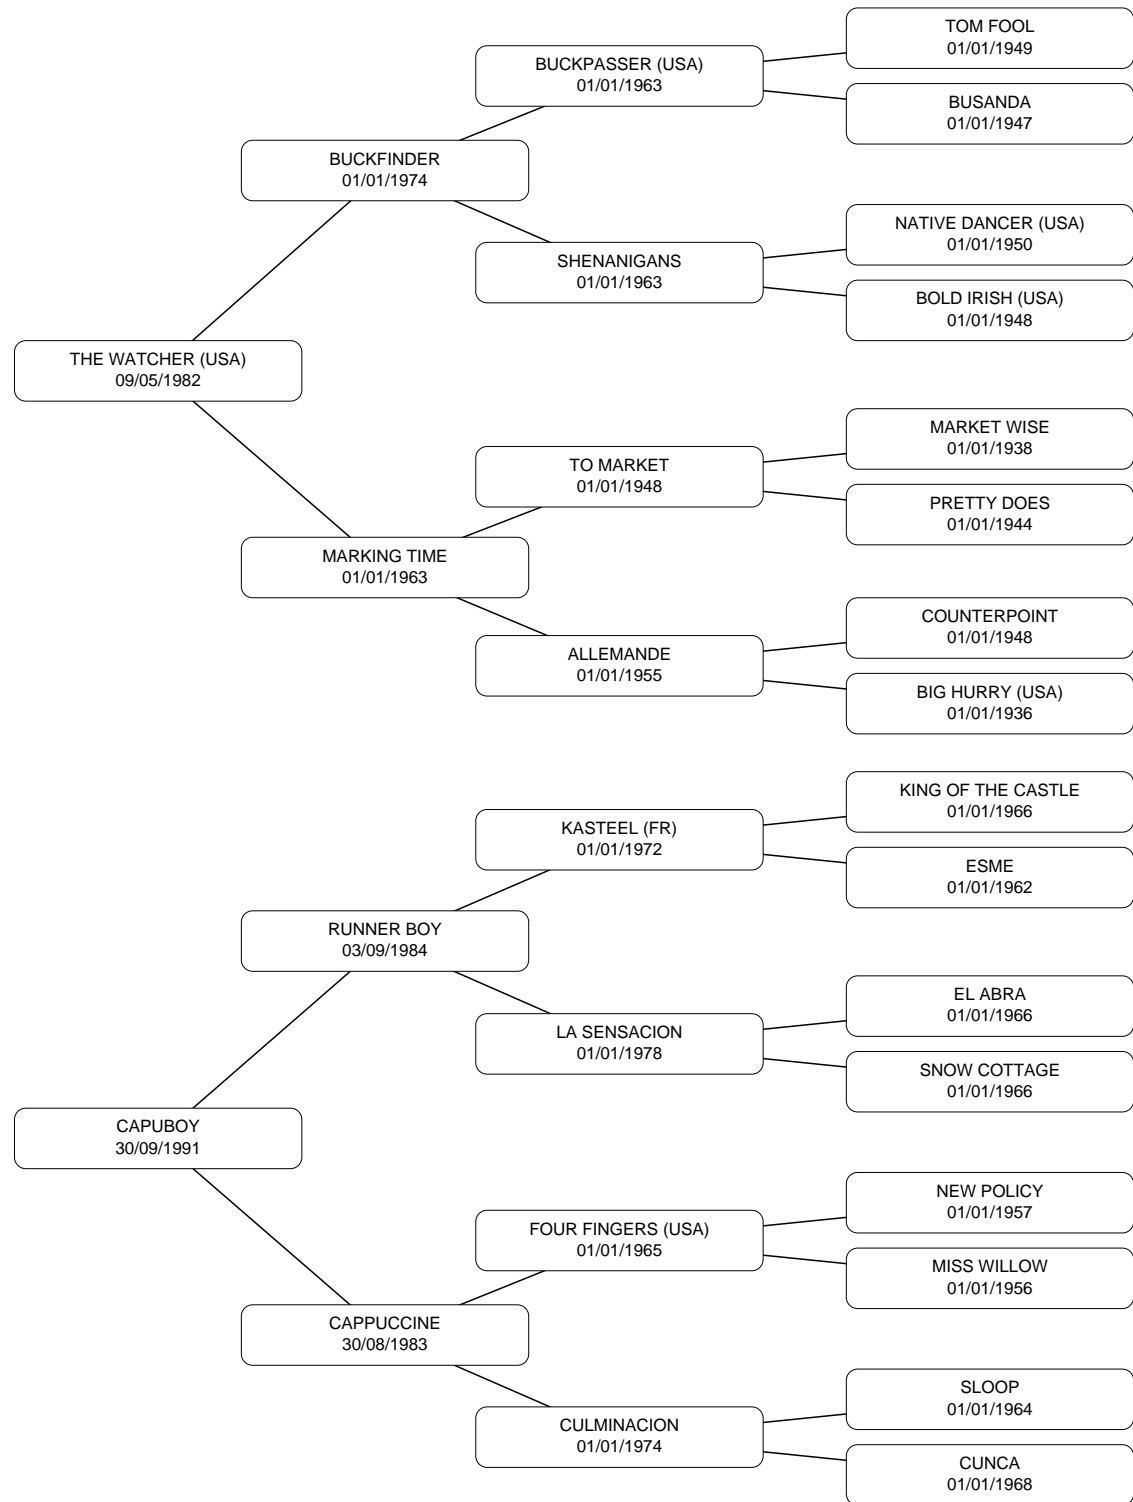 TOM FOOL
01/01/1949
BUCKPASSER (USA)
01/01/1963
BUSANDA
01/01/1947
BUCKFINDER
01/01/1974
NATIVE DANCER (USA)
01/01/1950
SHENANIGANS
01/01/1963
BOLD IRISH (USA)
01/01/1948
THE WATCHER (USA)
09/05/1982
MARKET WISE
01/01/1938
TO MARKET
01/01/1948
PRETTY DOES
01/01/1944
MARKING TIME
01/01/1963
COUNTERPOINT
01/01/1948
ALLEMANDE
01/01/1955
BIG HURRY (USA)
01/01/1936
KING OF THE CASTLE
01/01/1966
KASTEEL (FR)
01/01/1972
ESME
01/01/1962
RUNNER BOY
03/09/1984
EL ABRA
01/01/1966
LA SENSACION
01/01/1978
SNOW COTTAGE
01/01/1966
CAPUBOY
30/09/1991
NEW POLICY
01/01/1957
FOUR FINGERS (USA)
01/01/1965
MISS WILLOW
01/01/1956
CAPPUCCINE
30/08/1983
SLOOP
01/01/1964
CULMINACION
01/01/1974
CUNCA
01/01/1968